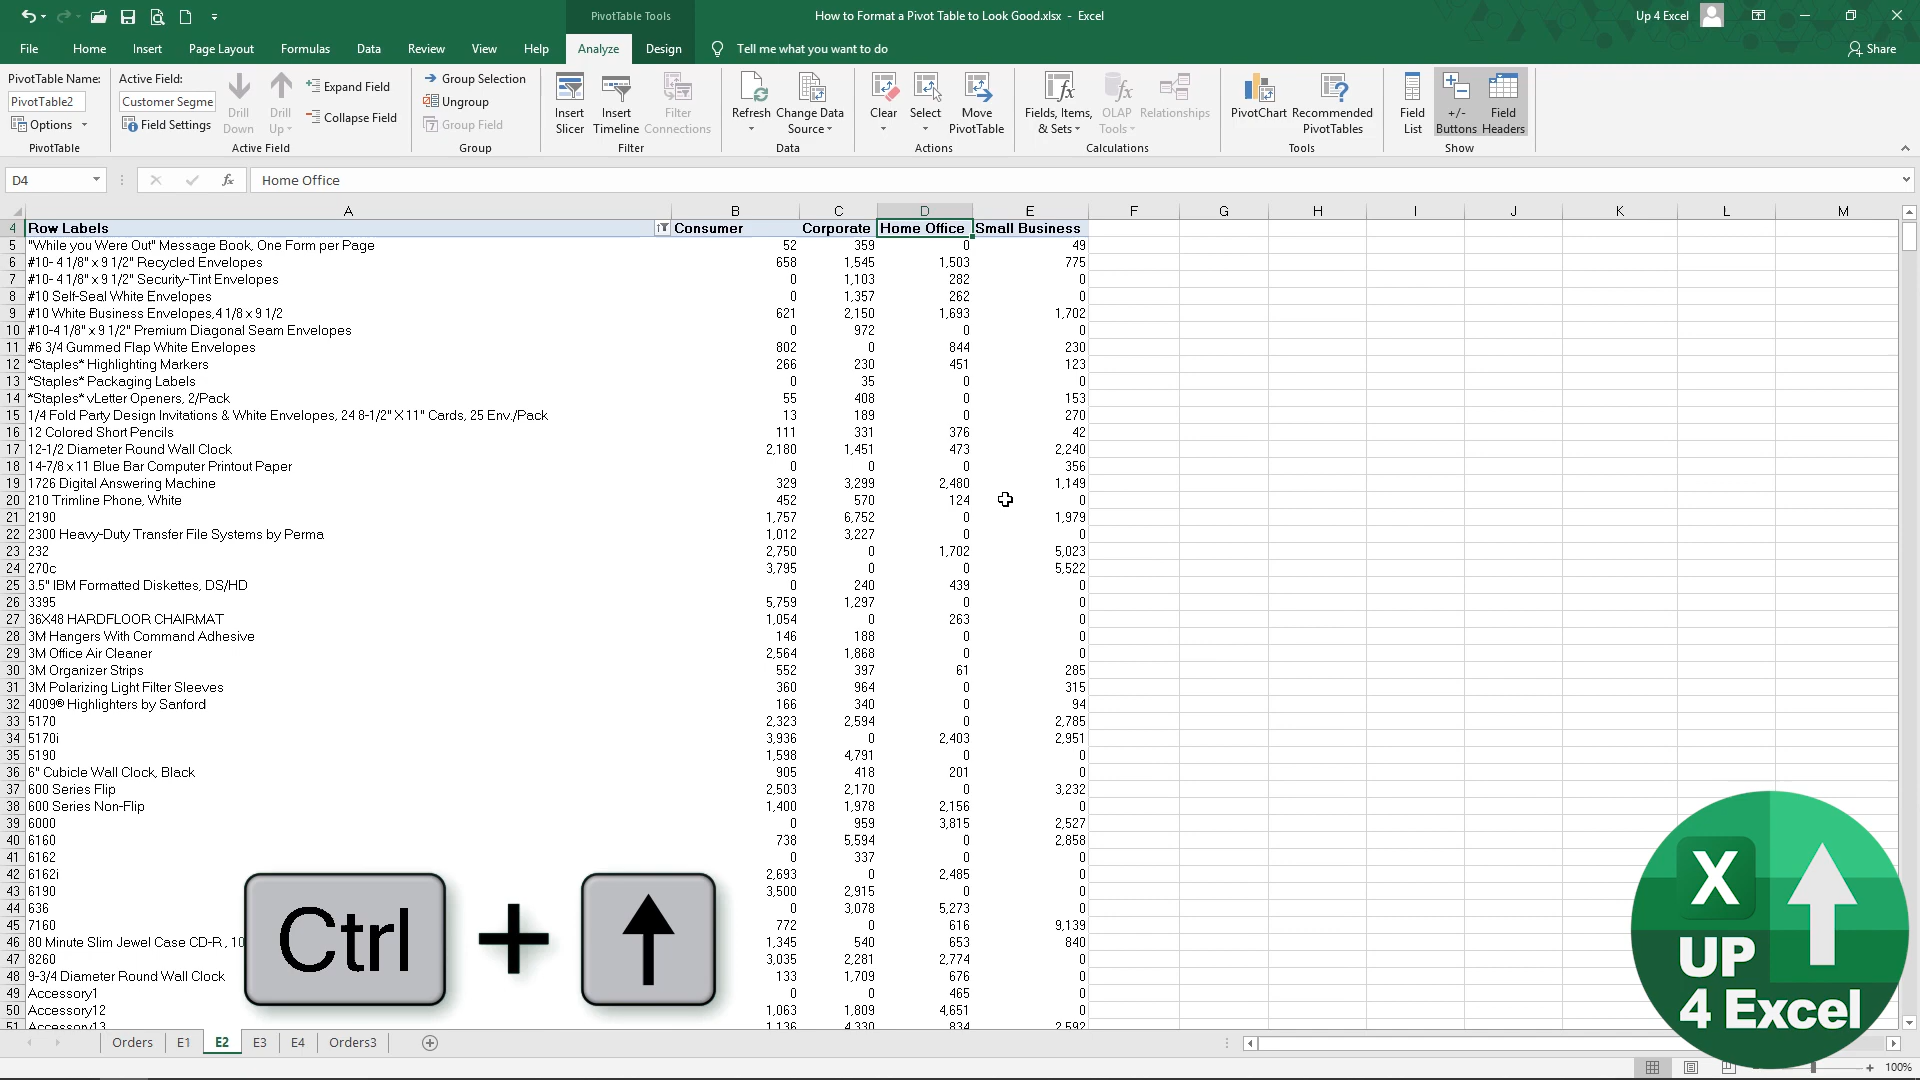 PivotTable Tools
How to Format a Pivot Table to Look Good.xlsx - Excel
Up 4 Excel
File Home Insert Page Layout Formulas Data Review View Help Analyze Design Tell me what you want to do Share
PivotTable Name:
PivotTable2
Options
PivotTable
Active Field:
Customer Segme
Field Settings
Drill Down
Drill Up
Expand Field
Collapse Field
Active Field
Group Selection
Ungroup
Group Field
Group
Insert Slicer
Insert Timeline
Filter Connections
Filter
Refresh
Change Data Source
Data
Clear
Select
Move PivotTable
Actions
Fields, Items, & Sets
OLAP Tools
Relationships
Calculations
PivotChart
Recommended PivotTables
Tools
Field List
+/- Buttons
Field Headers
Show
D4 fx Home Office
A B C D E F G H I J K L M
4 Row Labels Consumer Corporate Home Office Small Business
5 "While you Were Out" Message Book, One Form per Page 52 359 0 49
6 #10- 4 1/8" x 9 1/2" Recycled Envelopes 658 1,545 1,503 775
7 #10- 4 1/8" x 9 1/2" Security-Tint Envelopes 0 1,103 282 0
8 #10 Self-Seal White Envelopes 0 1,357 262 0
9 #10 White Business Envelopes,4 1/8 x 9 1/2 621 2,150 1,693 1,702
10 #10-4 1/8" x 9 1/2" Premium Diagonal Seam Envelopes 0 972 0 0
11 #6 3/4 Gummed Flap White Envelopes 802 0 844 230
12 *Staples* Highlighting Markers 266 230 451 123
13 *Staples* Packaging Labels 0 35 0 0
14 *Staples* vLetter Openers, 2/Pack 55 408 0 153
15 1/4 Fold Party Design Invitations & White Envelopes, 24 8-1/2" X 11" Cards, 25 Env./Pack 13 189 0 270
16 12 Colored Short Pencils 111 331 376 42
17 12-1/2 Diameter Round Wall Clock 2,180 1,451 473 2,240
18 14-7/8 x 11 Blue Bar Computer Printout Paper 0 0 0 356
19 1726 Digital Answering Machine 329 3,299 2,480 1,149
20 210 Trimline Phone, White 452 570 124 0
21 2190 1,757 6,752 0 1,979
22 2300 Heavy-Duty Transfer File Systems by Perma 1,012 3,227 0 0
23 232 2,750 0 1,702 5,023
24 270c 3,795 0 0 5,522
25 3.5" IBM Formatted Diskettes, DS/HD 0 240 439 0
26 3395 5,759 1,297 0 0
27 36X48 HARDFLOOR CHAIRMAT 1,054 0 263 0
28 3M Hangers With Command Adhesive 146 188 0 0
29 3M Office Air Cleaner 2,564 1,868 0 0
30 3M Organizer Strips 552 397 61 285
31 3M Polarizing Light Filter Sleeves 360 964 0 315
32 4009® Highlighters by Sanford 166 340 0 94
33 5170 2,323 2,594 0 2,785
34 5170i 3,936 0 2,403 2,951
35 5190 1,598 4,791 0 0
36 6" Cubicle Wall Clock, Black 905 418 201 0
37 600 Series Flip 2,503 2,170 0 3,232
38 600 Series Non-Flip 1,400 1,978 2,156 0
39 6000 0 959 3,815 2,527
40 6160 738 5,594 0 2,858
41 6162 0 337 0 0
42 6162i 2,693 0 2,485 0
43 6190 3,500 2,915 0 0
44 636 0 3,078 5,273 0
45 7160 772 0 616 9,139
46 80 Minute Slim Jewel Case CD-R , 10 1,345 540 653 840
47 8260 3,035 2,281 2,774 0
48 9-3/4 Diameter Round Wall Clock 133 1,709 676 0
49 Accessory1 0 0 465 0
50 Accessory12 1,063 1,809 4,651 0
51 Accessory13 1,136 4,330 834 2,592
Ctrl + ↑
X
UP
4 Excel
Orders E1 E2 E3 E4 Orders3
100%